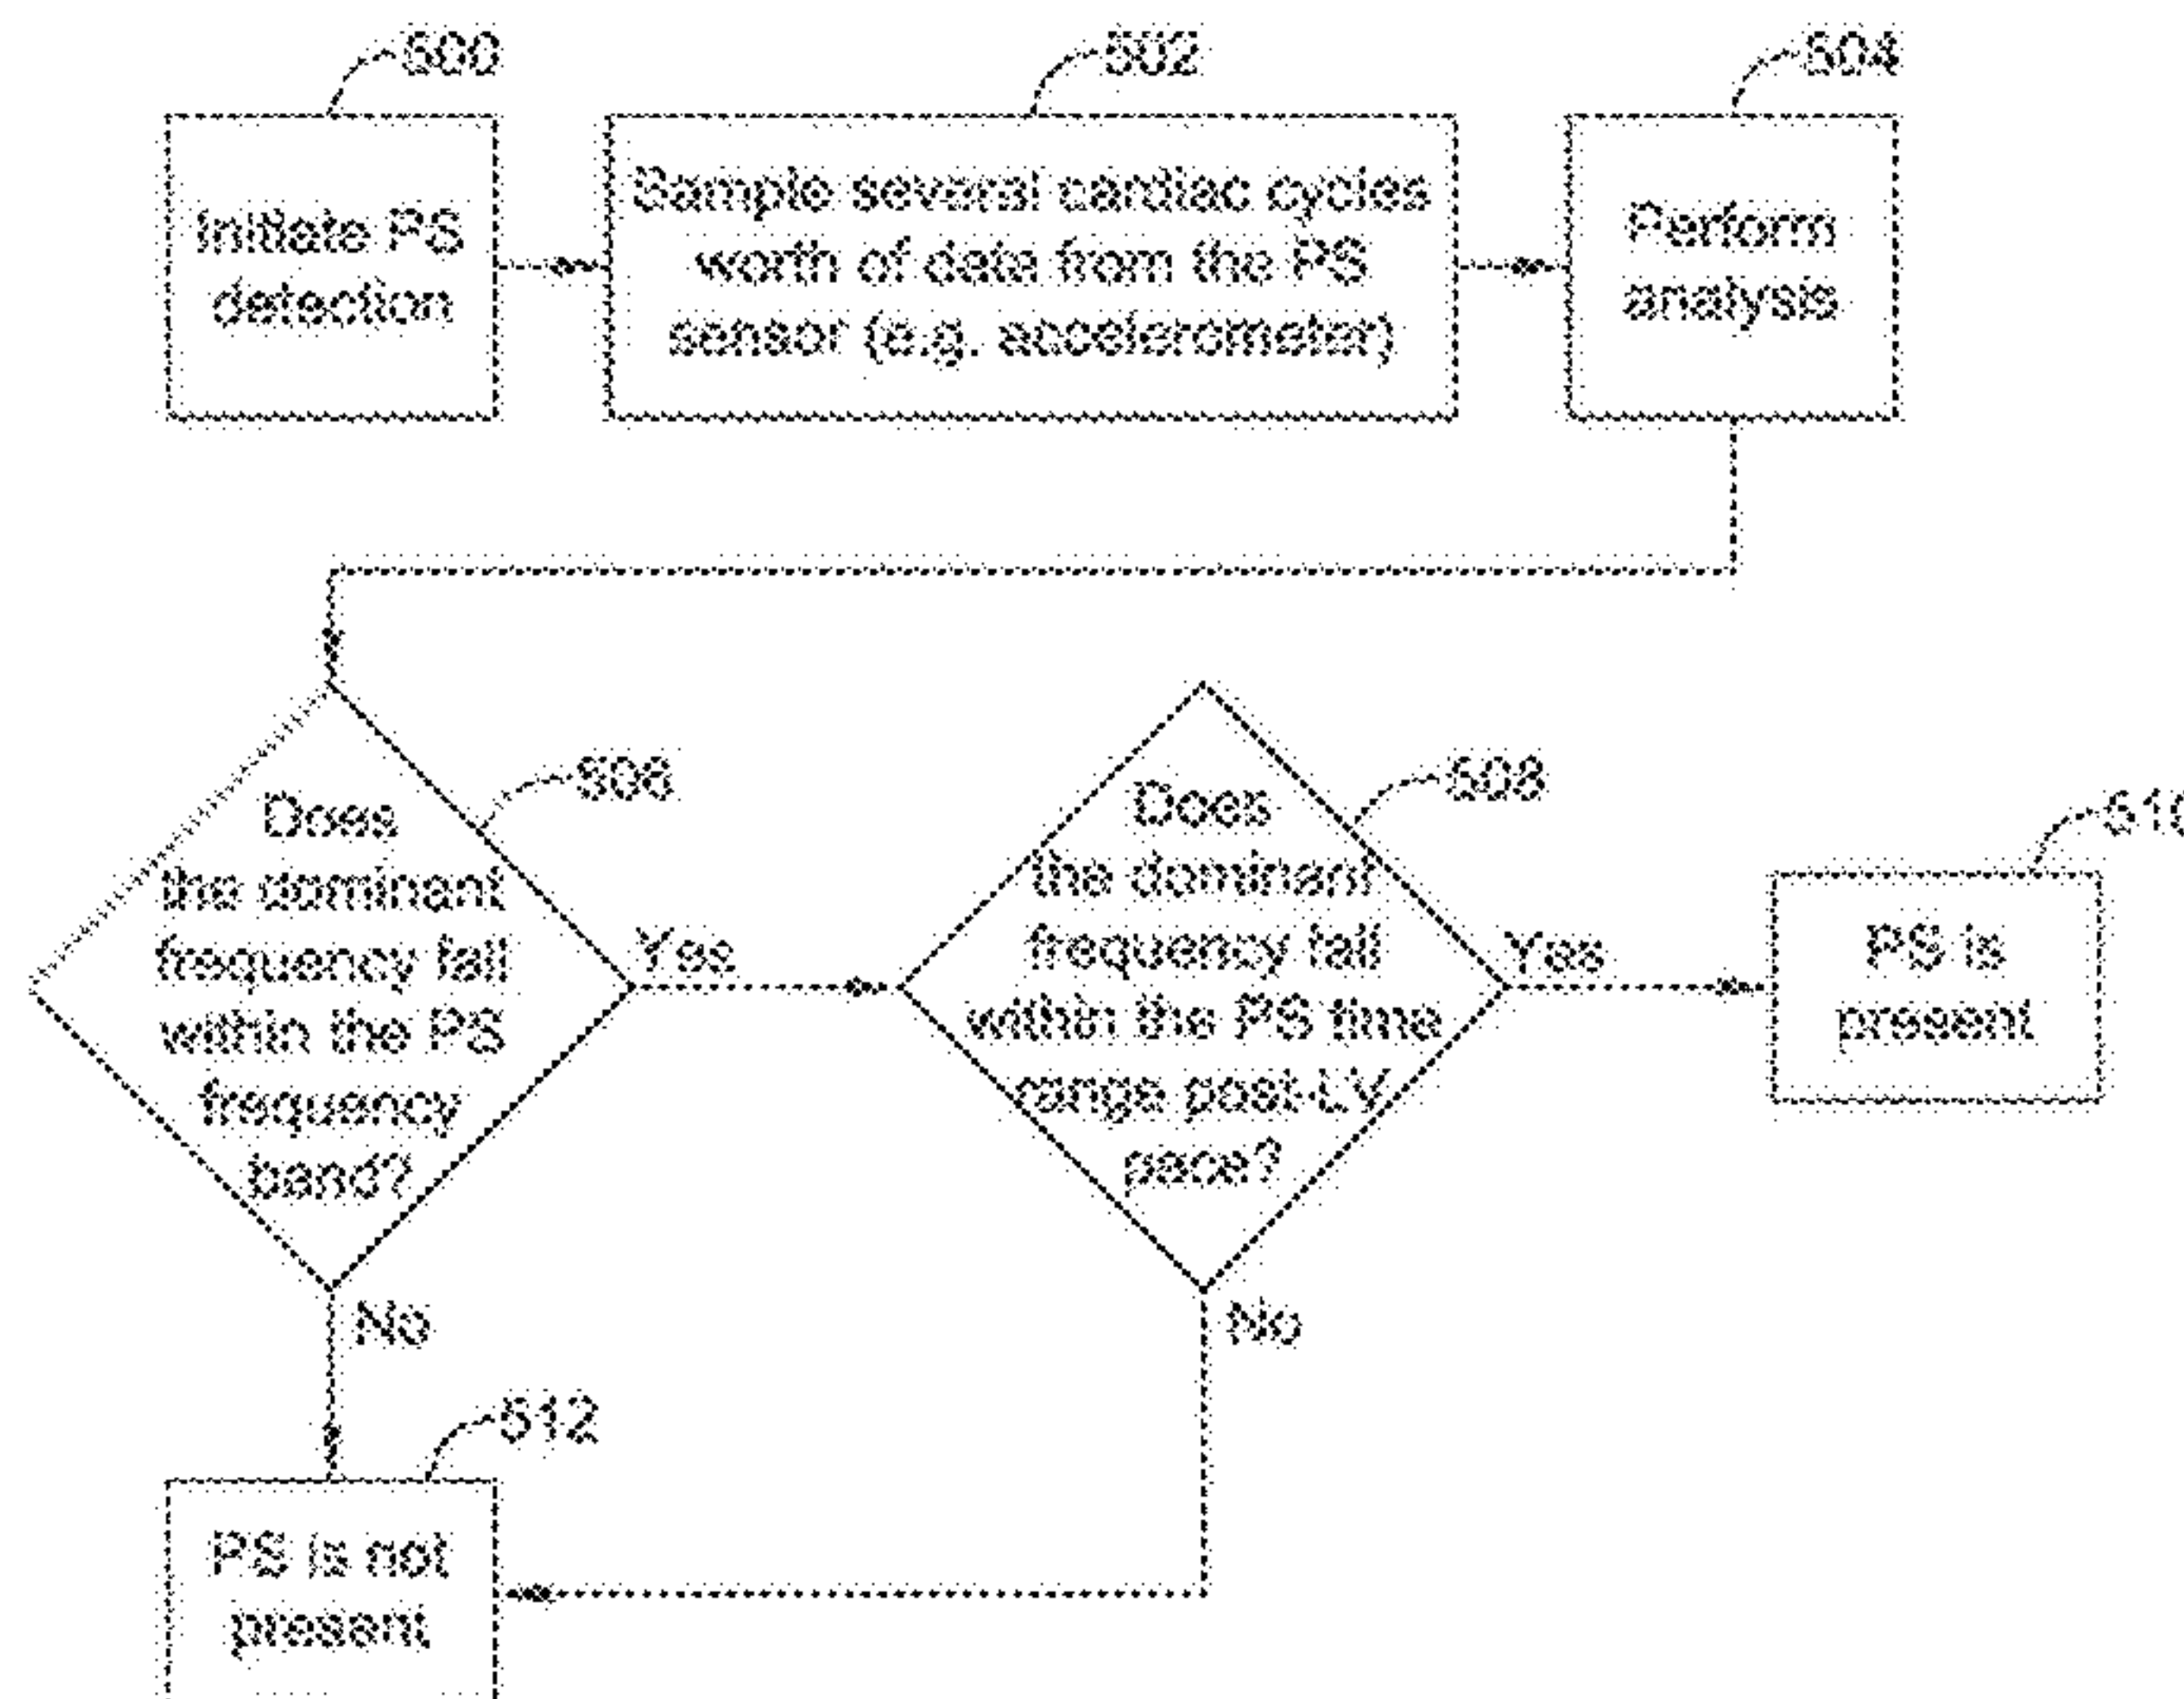 500
502
504
Initiate PS
detection
Sample several cardiac cycles
worth of data from the PS
sensor (e.g. accelerometer)
Perform
analysis
506
508
510
Does
the dominant
frequency fall
within the PS
frequency
band?
Yes
Does
the dominant
frequency fall
within the PS time
range post-LV
pace?
Yes
PS is
present
No
No
512
PS is not
present